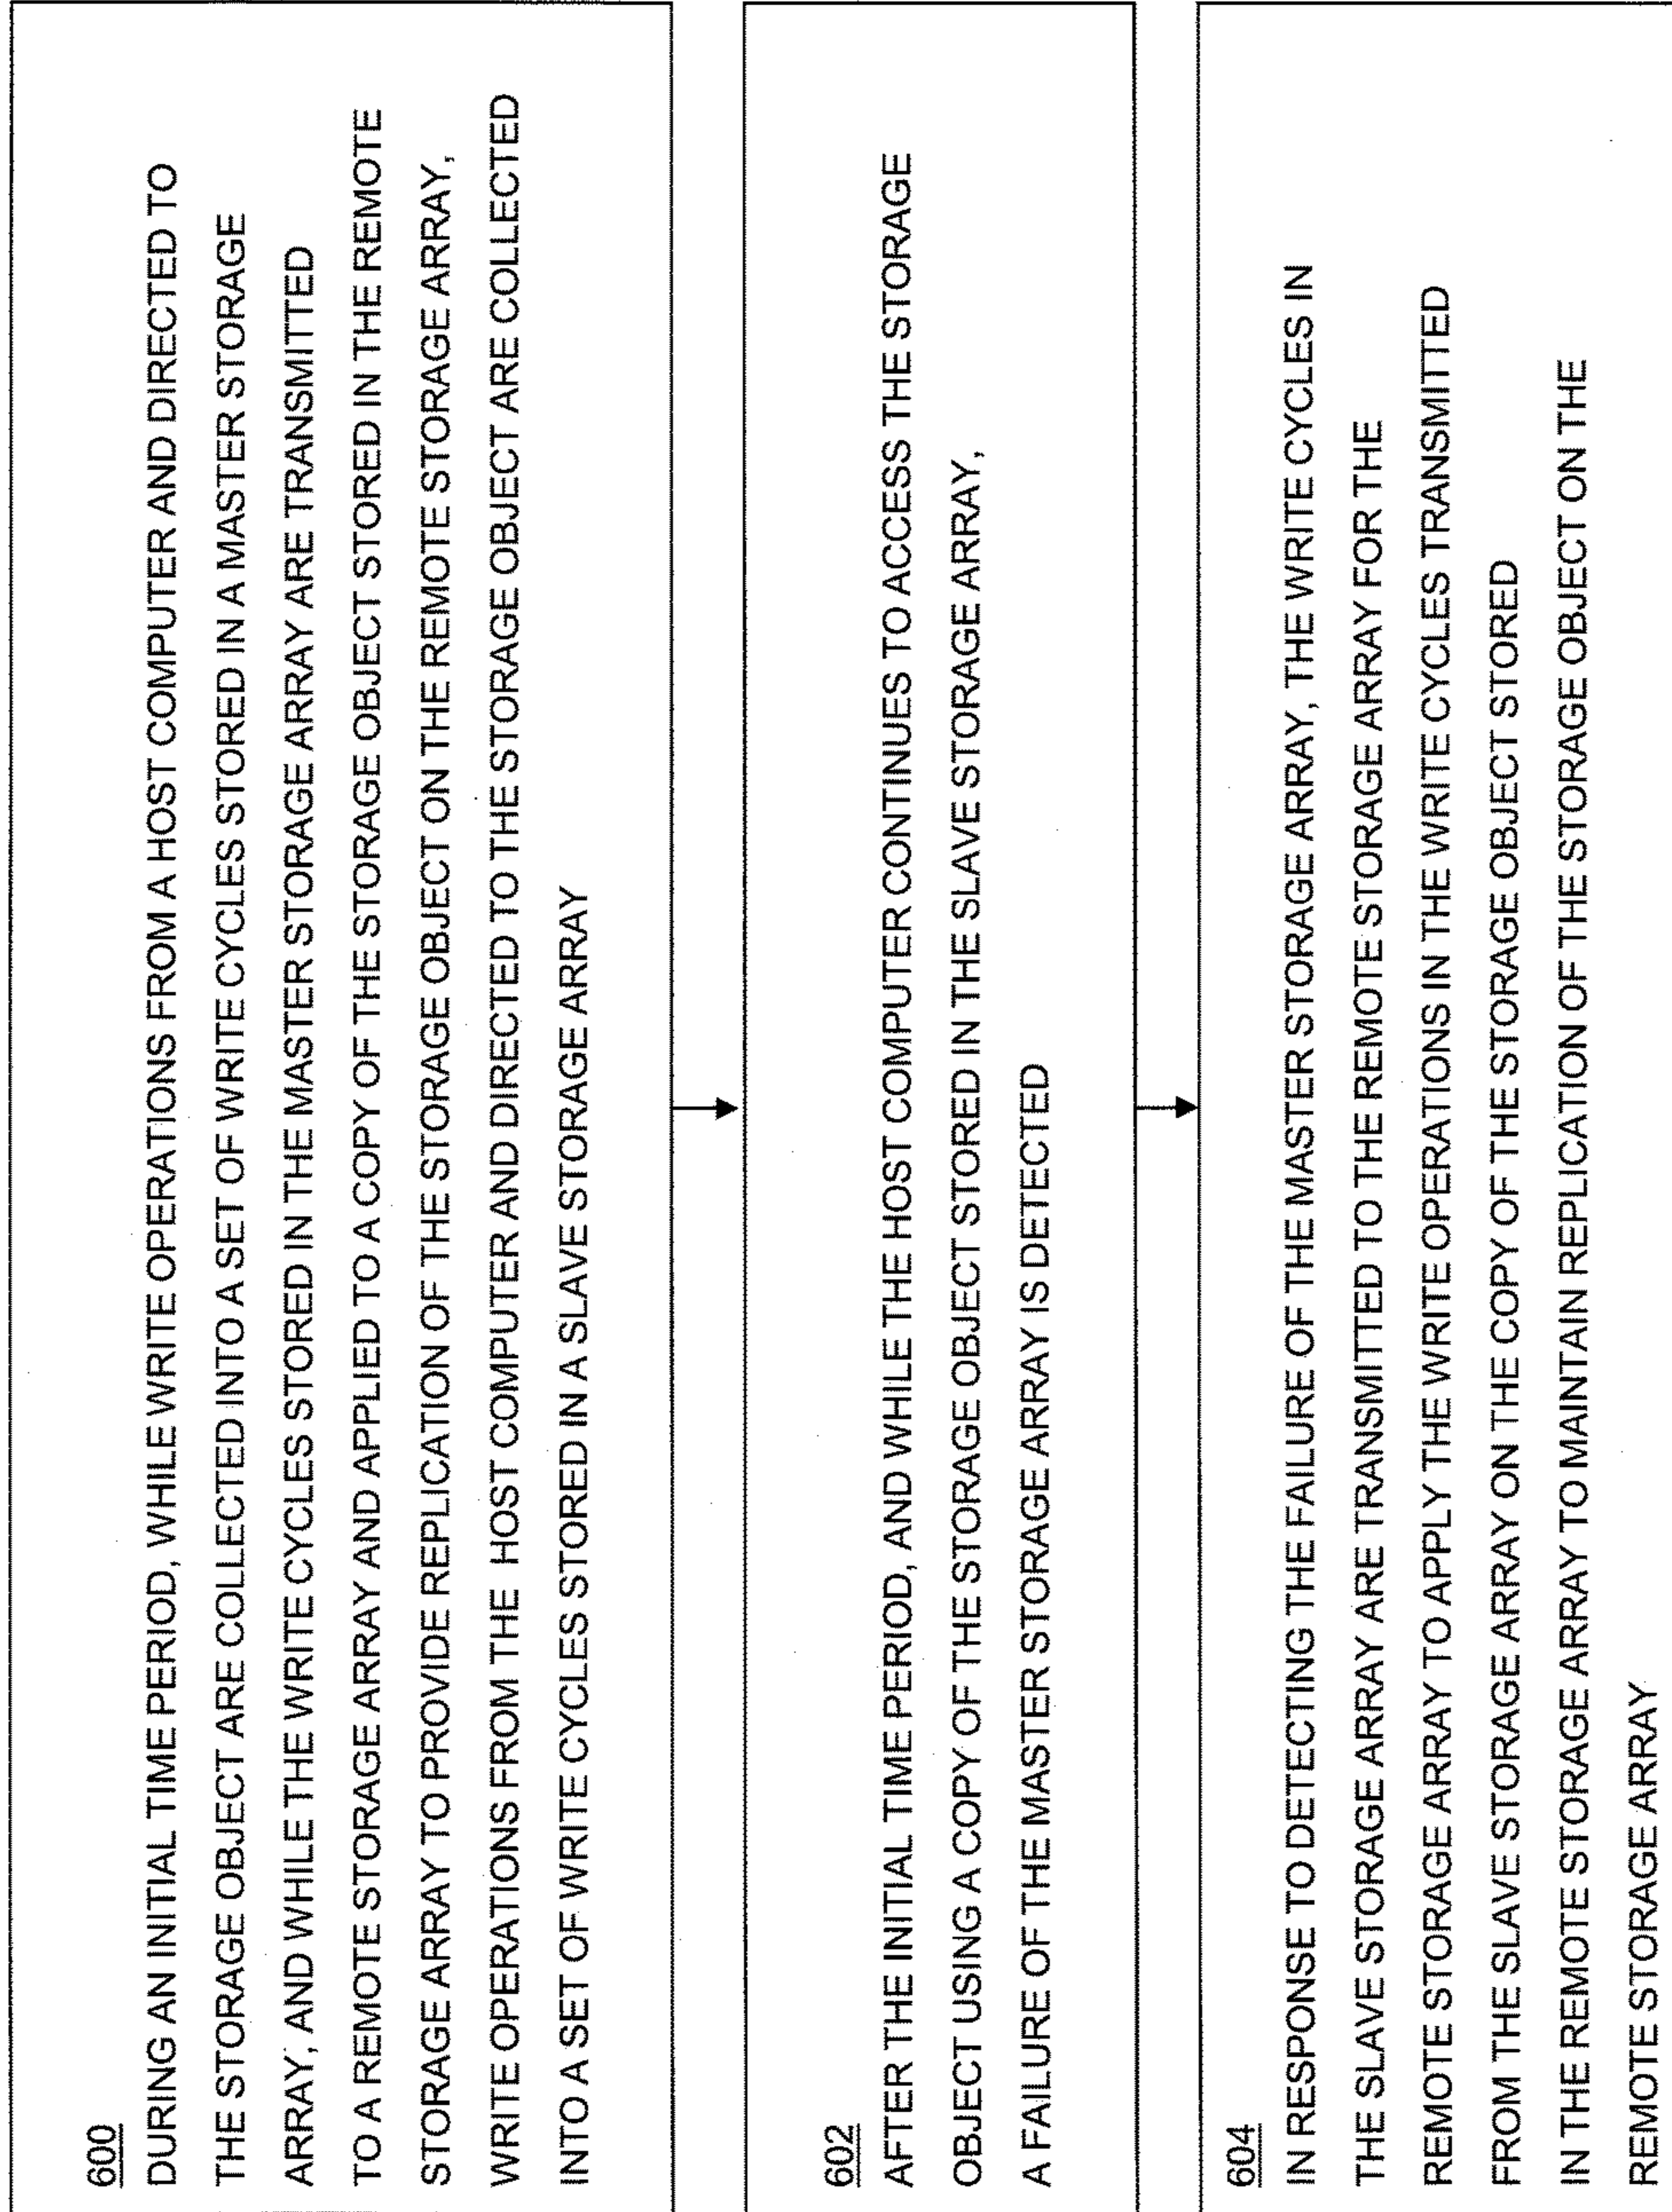 600
DURING AN INITIAL TIME PERIOD, WHILE WRITE OPERATIONS FROM A HOST COMPUTER AND DIRECTED TO
THE STORAGE OBJECT ARE COLLECTED INTO A SET OF WRITE CYCLES STORED IN A MASTER STORAGE
ARRAY, AND WHILE THE WRITE CYCLES STORED IN THE MASTER STORAGE ARRAY ARE TRANSMITTED
TO A REMOTE STORAGE ARRAY AND APPLIED TO A COPY OF THE STORAGE OBJECT STORED IN THE REMOTE
STORAGE ARRAY TO PROVIDE REPLICATION OF THE STORAGE OBJECT ON THE REMOTE STORAGE ARRAY,
WRITE OPERATIONS FROM THE HOST COMPUTER AND DIRECTED TO THE STORAGE OBJECT ARE COLLECTED
INTO A SET OF WRITE CYCLES STORED IN A SLAVE STORAGE ARRAY
602
AFTER THE INITIAL TIME PERIOD, AND WHILE THE HOST COMPUTER CONTINUES TO ACCESS THE STORAGE
OBJECT USING A COPY OF THE STORAGE OBJECT STORED IN THE SLAVE STORAGE ARRAY,
A FAILURE OF THE MASTER STORAGE ARRAY IS DETECTED
604
IN RESPONSE TO DETECTING THE FAILURE OF THE MASTER STORAGE ARRAY, THE WRITE CYCLES IN
THE SLAVE STORAGE ARRAY ARE TRANSMITTED TO THE REMOTE STORAGE ARRAY FOR THE
REMOTE STORAGE ARRAY TO APPLY THE WRITE OPERATIONS IN THE WRITE CYCLES TRANSMITTED
FROM THE SLAVE STORAGE ARRAY ON THE COPY OF THE STORAGE OBJECT STORED
IN THE REMOTE STORAGE ARRAY TO MAINTAIN REPLICATION OF THE STORAGE OBJECT ON THE
REMOTE STORAGE ARRAY